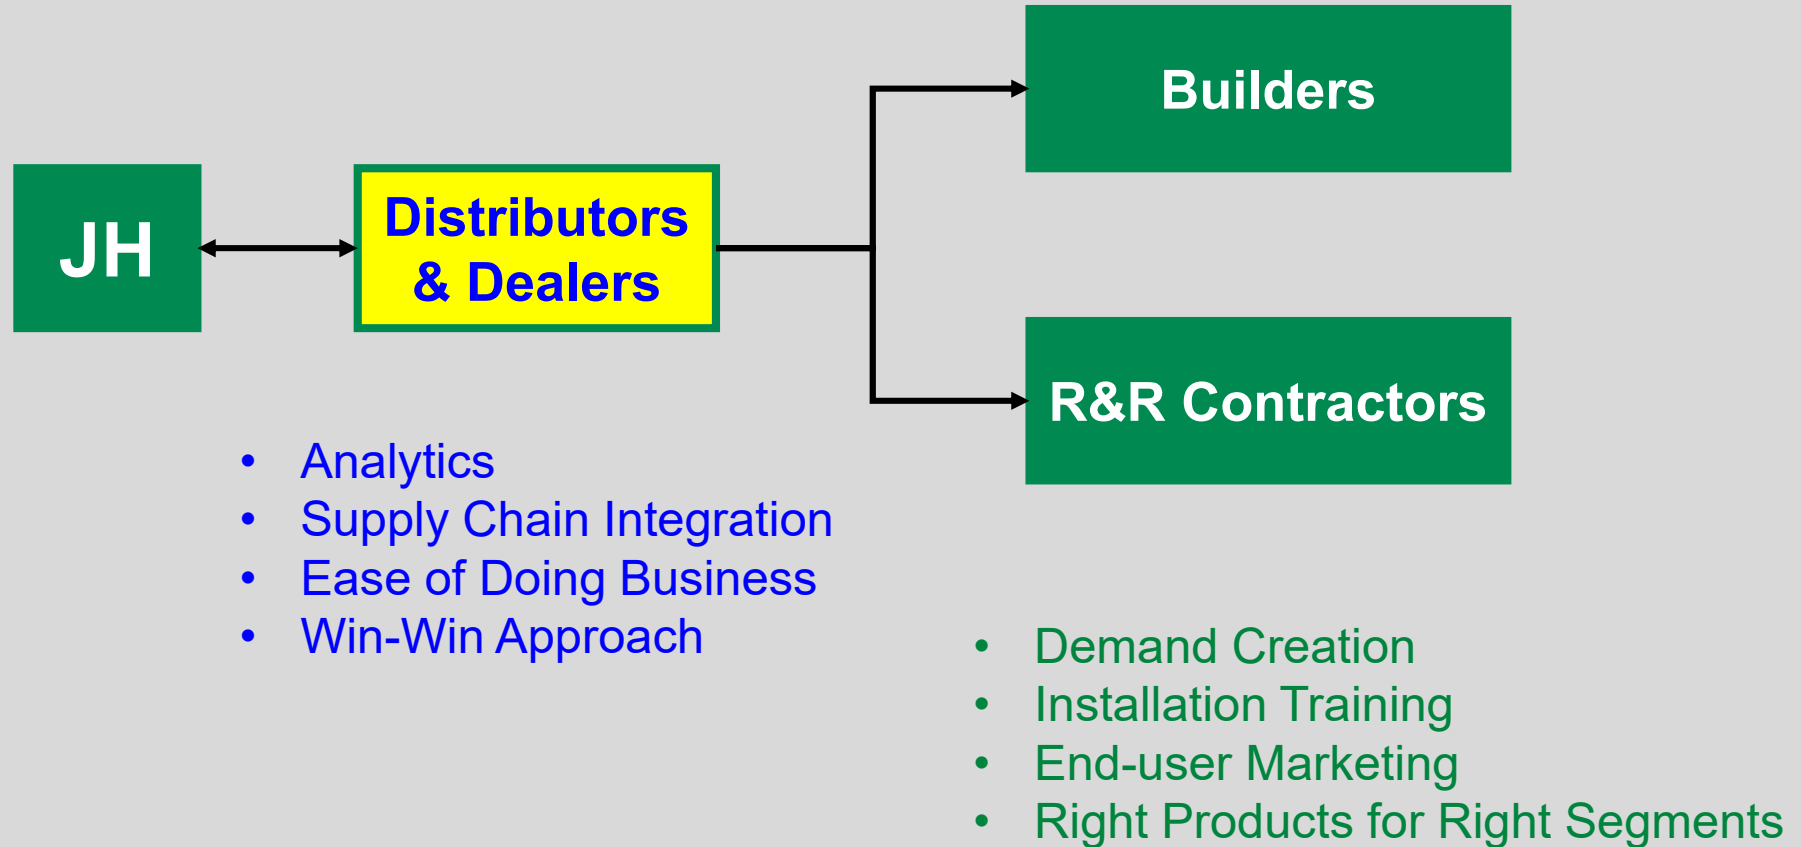 Builders
JH
Distributors
& Dealers
R&R Contractors
• Analytics
• Supply Chain Integration
• Ease of Doing Business
• Win-Win Approach
• Demand Creation
• Installation Training
• End-user Marketing
• Right Products for Right Segments